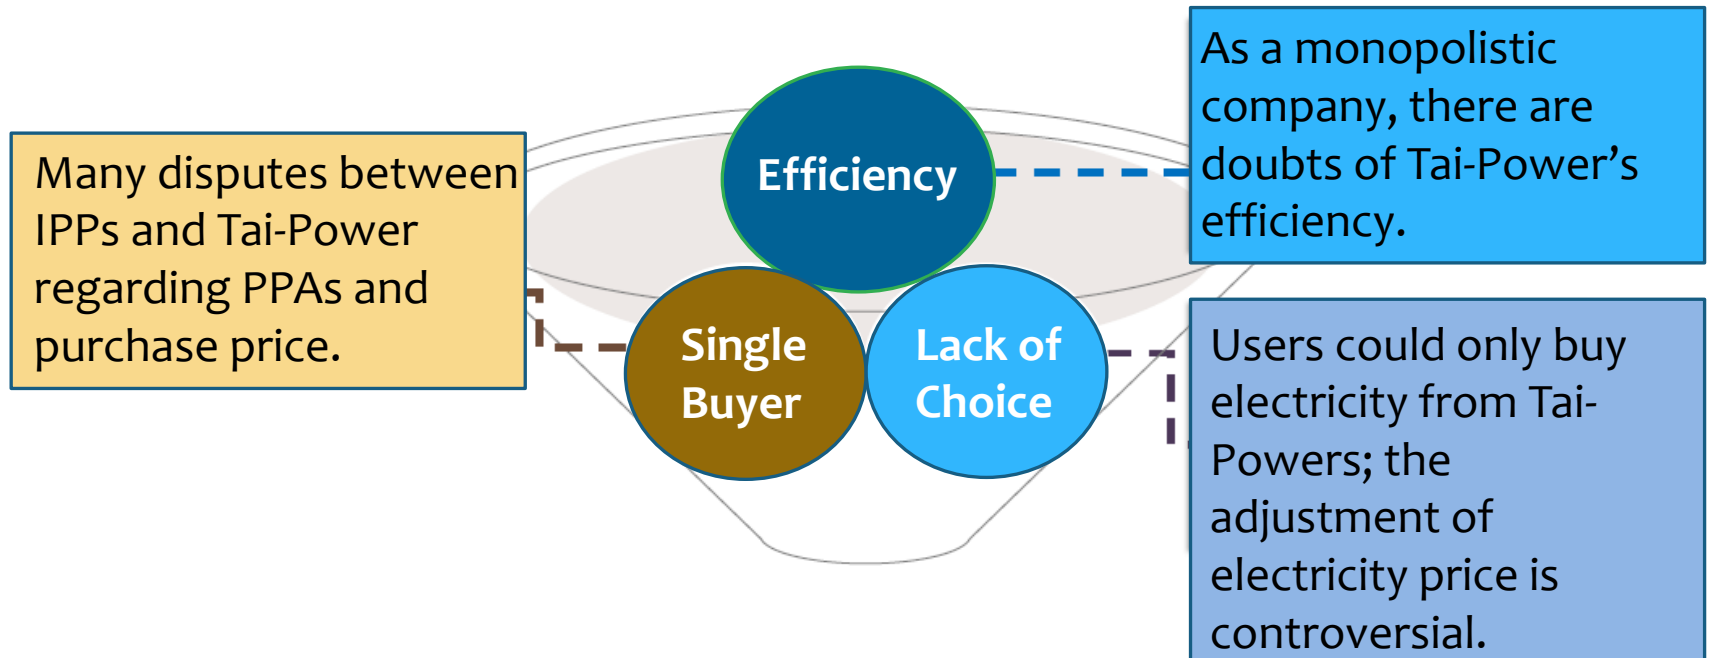 As a monopolistic
company, there are
doubts of Tai-Power's
efficiency.
Efficiency
Many disputes between
IPPs and Tai-Power
regarding PPAs and
purchase price.
Single
Buyer
Lack of
Choice
Users could only buy
electricity from Tai-
Powers; the
adjustment of
electricity price is
controversial.